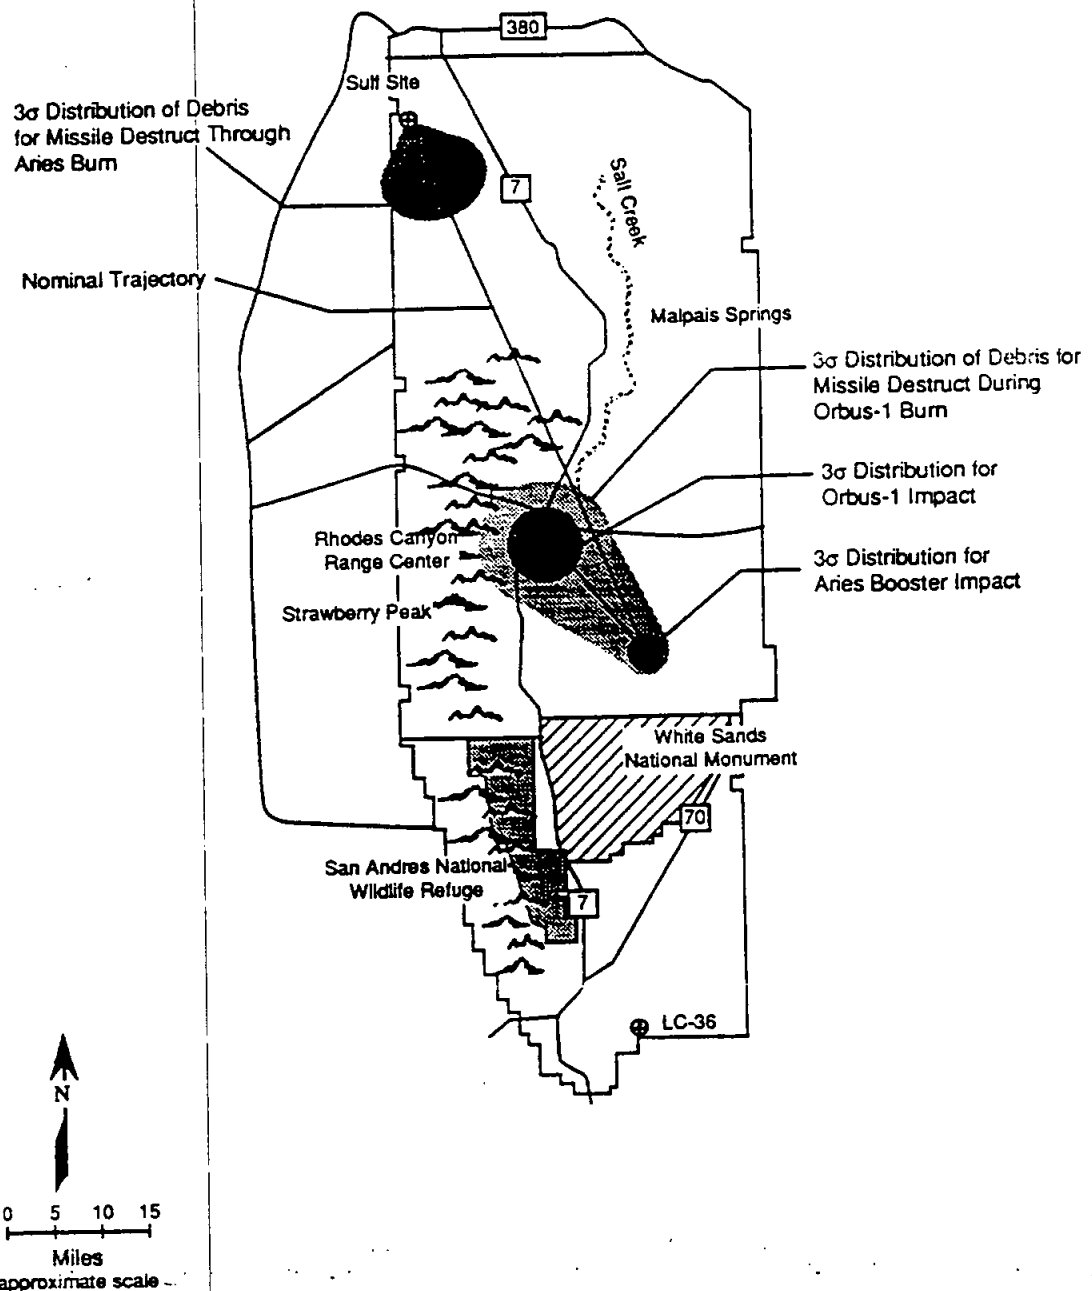 380
Sulf Site
3σ Distribution of Debris
for Missile Destruct Through
Aries Burn
7
Salt Creek
Nominal Trajectory
Malpais Springs
3σ Distribution of Debris for
Missile Destruct During
Orbus-1 Burn
3σ Distribution for
Orbus-1 Impact
Rhodes Canyon
Range Center
3σ Distribution for
Aries Booster Impact
Strawberry Peak
White Sands
National Monument
70
San Andres National
Wildlife Refuge
7
LC-36
N
0 5 10 15
Miles
approximate scale